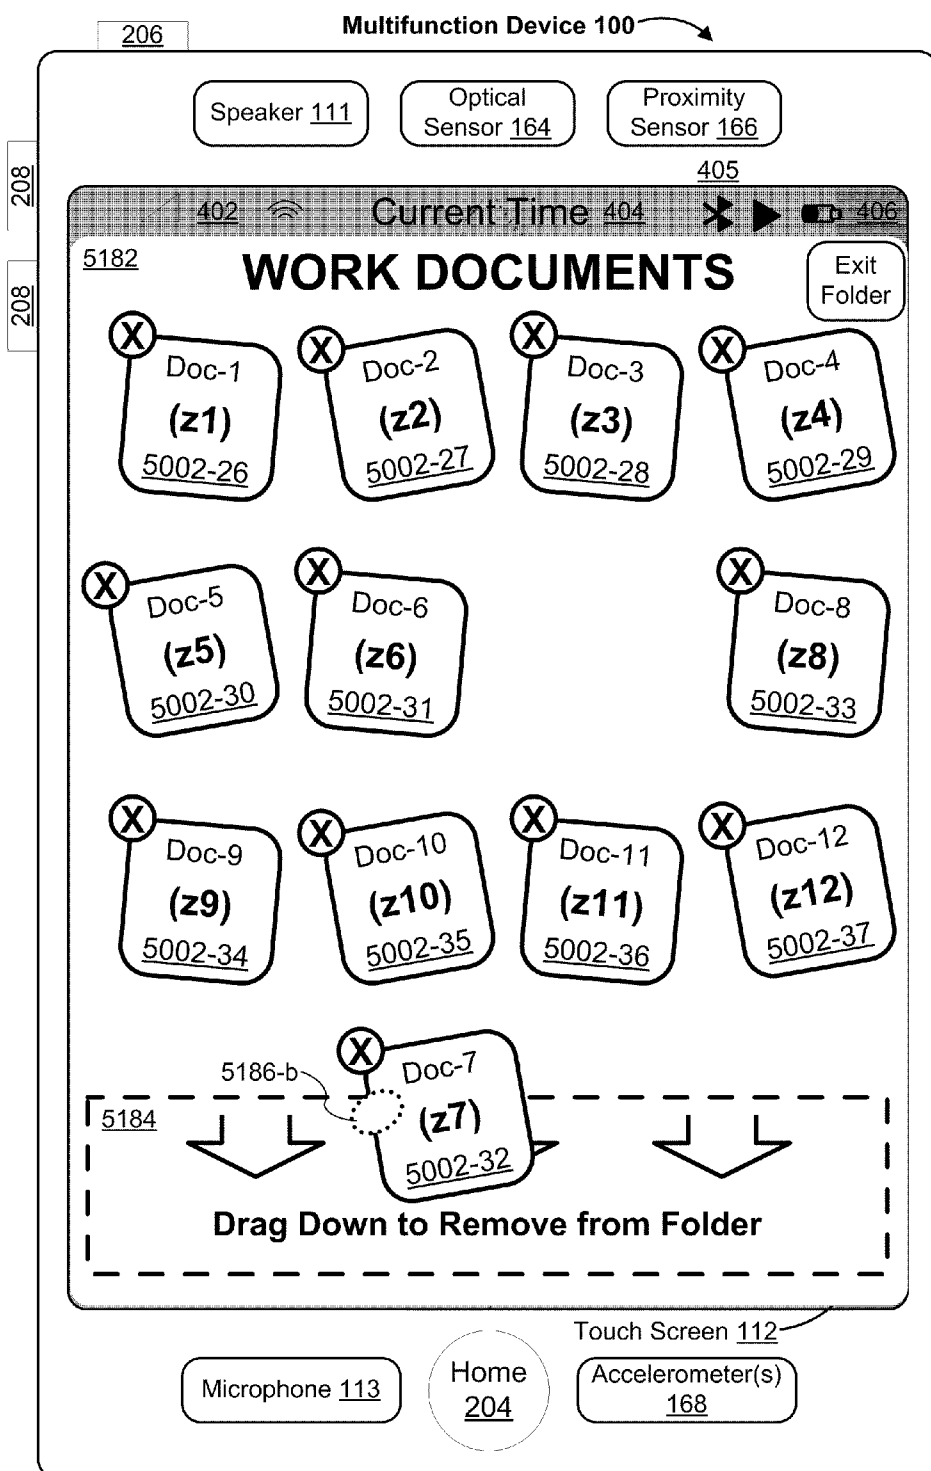 206
Multifunction Device 100
Speaker 111
Optical
Sensor 164
Proximity
Sensor 166
208
208
402
Current Time 404
405
406
5182
WORK DOCUMENTS
Exit
Folder
X
Doc-1
(z1)
5002-26
X
Doc-2
(z2)
5002-27
X
Doc-3
(z3)
5002-28
X
Doc-4
(z4)
5002-29
X
Doc-5
(z5)
5002-30
X
Doc-6
(z6)
5002-31
X
Doc-8
(z8)
5002-33
X
Doc-9
(z9)
5002-34
X
Doc-10
(z10)
5002-35
X
Doc-11
(z11)
5002-36
X
Doc-12
(z12)
5002-37
5186-b
X
Doc-7
(z7)
5002-32
5184
Drag Down to Remove from Folder
Touch Screen 112
Microphone 113
Home
204
Accelerometer(s)
168